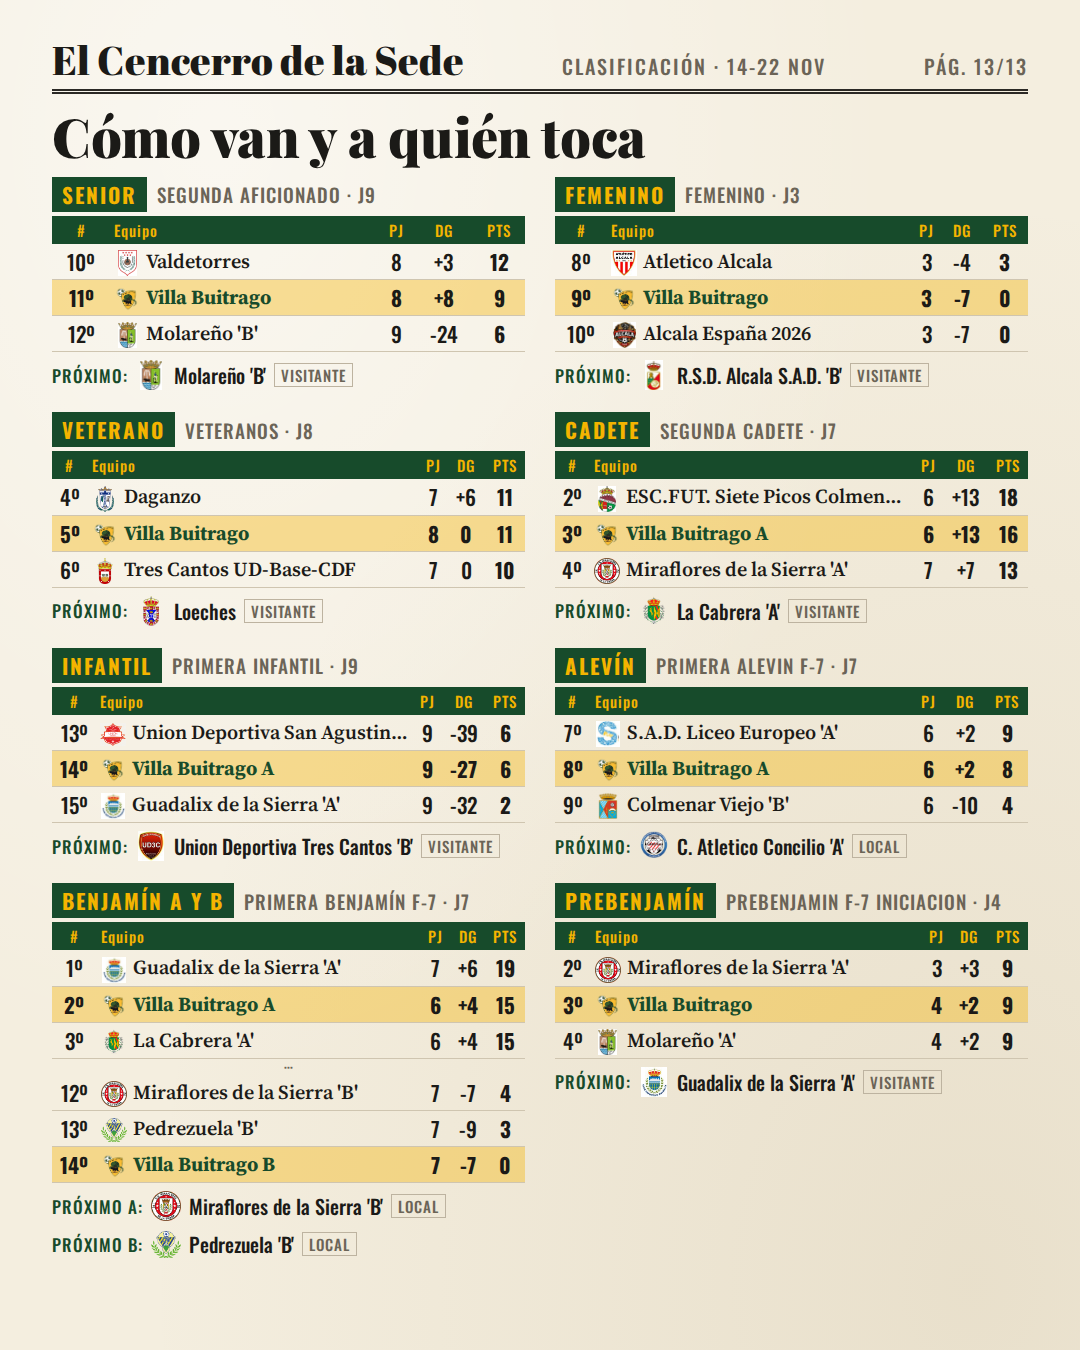 El Cencerro de la Sede CLASIFICACIÓN · 14-22 NOV PÁG. 13/13
Cómo van y a quién toca
SENIOR SEGUNDA AFICIONADO · J9
# Equipo PJ DG PTS
10º Valdetorres 8 +3 12
11º Villa Buitrago 8 +8 9
12º Molareño 'B' 9 -24 6
PRÓXIMO: Molareño 'B' VISITANTE
FEMENINO FEMENINO · J3
# Equipo PJ DG PTS
8º Atletico Alcala 3 -4 3
9º Villa Buitrago 3 -7 0
10º Alcala España 2026 3 -7 0
PRÓXIMO: R.S.D. Alcala S.A.D. 'B' VISITANTE
VETERANO VETERANOS · J8
# Equipo PJ DG PTS
4º Daganzo 7 +6 11
5º Villa Buitrago 8 0 11
6º Tres Cantos UD-Base-CDF 7 0 10
PRÓXIMO: Loeches VISITANTE
CADETE SEGUNDA CADETE · J7
# Equipo PJ DG PTS
2º ESC.FUT. Siete Picos Colmen... 6 +13 18
3º Villa Buitrago A 6 +13 16
4º Miraflores de la Sierra 'A' 7 +7 13
PRÓXIMO: La Cabrera 'A' VISITANTE
INFANTIL PRIMERA INFANTIL · J9
# Equipo PJ DG PTS
13º Union Deportiva San Agustin... 9 -39 6
14º Villa Buitrago A 9 -27 6
15º Guadalix de la Sierra 'A' 9 -32 2
PRÓXIMO: Union Deportiva Tres Cantos 'B' VISITANTE
ALEVÍN PRIMERA ALEVIN F-7 · J7
# Equipo PJ DG PTS
7º S.A.D. Liceo Europeo 'A' 6 +2 9
8º Villa Buitrago A 6 +2 8
9º Colmenar Viejo 'B' 6 -10 4
PRÓXIMO: C. Atletico Concilio 'A' LOCAL
BENJAMÍN A Y B PRIMERA BENJAMÍN F-7 · J7
# Equipo PJ DG PTS
1º Guadalix de la Sierra 'A' 7 +6 19
2º Villa Buitrago A 6 +4 15
3º La Cabrera 'A' 6 +4 15
...
12º Miraflores de la Sierra 'B' 7 -7 4
13º Pedrezuela 'B' 7 -9 3
14º Villa Buitrago B 7 -7 0
PRÓXIMO A: Miraflores de la Sierra 'B' LOCAL
PRÓXIMO B: Pedrezuela 'B' LOCAL
PREBENJAMÍN PREBENJAMIN F-7 INICIACION · J4
# Equipo PJ DG PTS
2º Miraflores de la Sierra 'A' 3 +3 9
3º Villa Buitrago 4 +2 9
4º Molareño 'A' 4 +2 9
PRÓXIMO: Guadalix de la Sierra 'A' VISITANTE